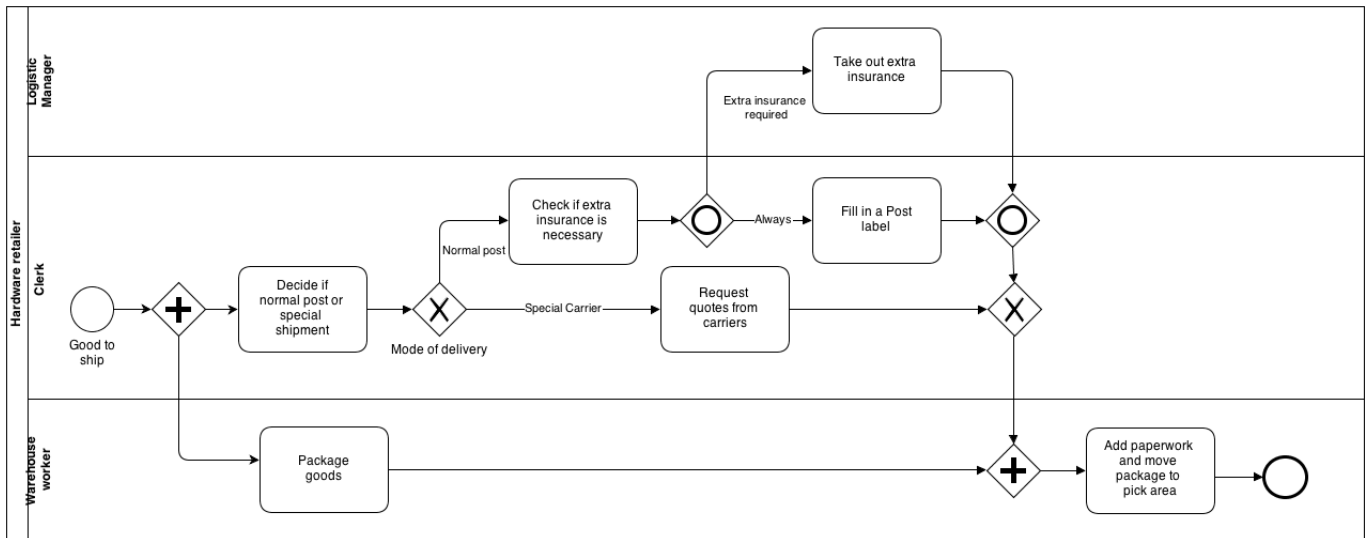 Hardware retailer
Logistic
Manager
Take out extra
insurance
Extra insurance
required
Clerk
Check if extra
insurance is
necessary
Always
Fill in a Post
label
Normal post
Good to
ship
Decide if
normal post or
special
shipment
Mode of delivery
Special Carrier
Request
quotes from
carriers
Warehouse
worker
Package
goods
Add paperwork
and move
package to
pick area